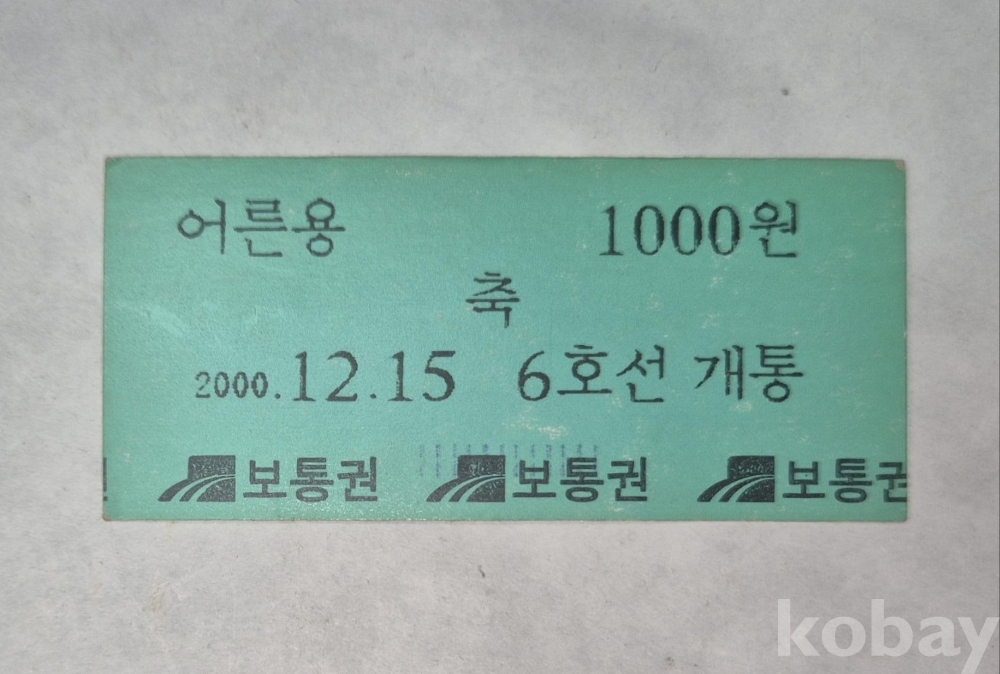 어른용 1000원
축
2000.12.15 6호선 개통
보통권 보통권 보통권
kobay